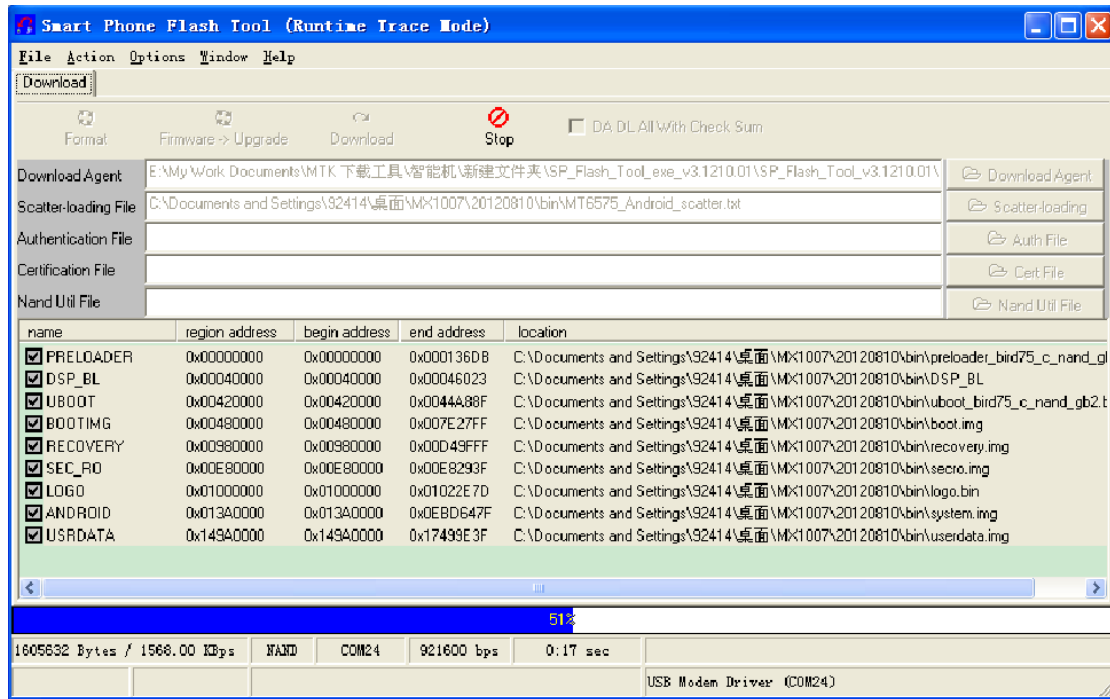 Smart Phone Flash Tool (Runtime Trace Mode)
File Action Options Window Help
Download
Format Firmware -> Upgrade Download Stop DA DL All With Check Sum
Download Agent E:\My Work Documents\MTK 下载工具\智能机\新建文件夹\SP_Flash_Tool_exe_v3.1210.01\SP_Flash_Tool_v3.1210.01\ Download Agent
Scatter-loading File C:\Documents and Settings\92414\桌面\MX1007\20120810\bin\MT6575_Android_scatter.txt Scatter-loading
Authentication File Auth File
Certification File Cert File
Nand Util File Nand Util File
name region address begin address end address location
PRELOADER 0x00000000 0x00000000 0x000136DB C:\Documents and Settings\92414\桌面\MX1007\20120810\bin\preloader_bird75_c_nand_gl
DSP_BL 0x00040000 0x00040000 0x00046023 C:\Documents and Settings\92414\桌面\MX1007\20120810\bin\DSP_BL
UBOOT 0x00420000 0x00420000 0x0044A88F C:\Documents and Settings\92414\桌面\MX1007\20120810\bin\uboot_bird75_c_nand_gb2.b
BOOTIMG 0x00480000 0x00480000 0x007E27FF C:\Documents and Settings\92414\桌面\MX1007\20120810\bin\boot.img
RECOVERY 0x00980000 0x00980000 0x00D49FFF C:\Documents and Settings\92414\桌面\MX1007\20120810\bin\recovery.img
SEC_RO 0x00E80000 0x00E80000 0x00E8293F C:\Documents and Settings\92414\桌面\MX1007\20120810\bin\secro.img
LOGO 0x01000000 0x01000000 0x01022E7D C:\Documents and Settings\92414\桌面\MX1007\20120810\bin\logo.bin
ANDROID 0x013A0000 0x013A0000 0x0EBD647F C:\Documents and Settings\92414\桌面\MX1007\20120810\bin\system.img
USRDATA 0x149A0000 0x149A0000 0x17499E3F C:\Documents and Settings\92414\桌面\MX1007\20120810\bin\userdata.img
51%
1605632 Bytes / 1568.00 KBps NAND COM24 921600 bps 0:17 sec
USB Modem Driver (COM24)